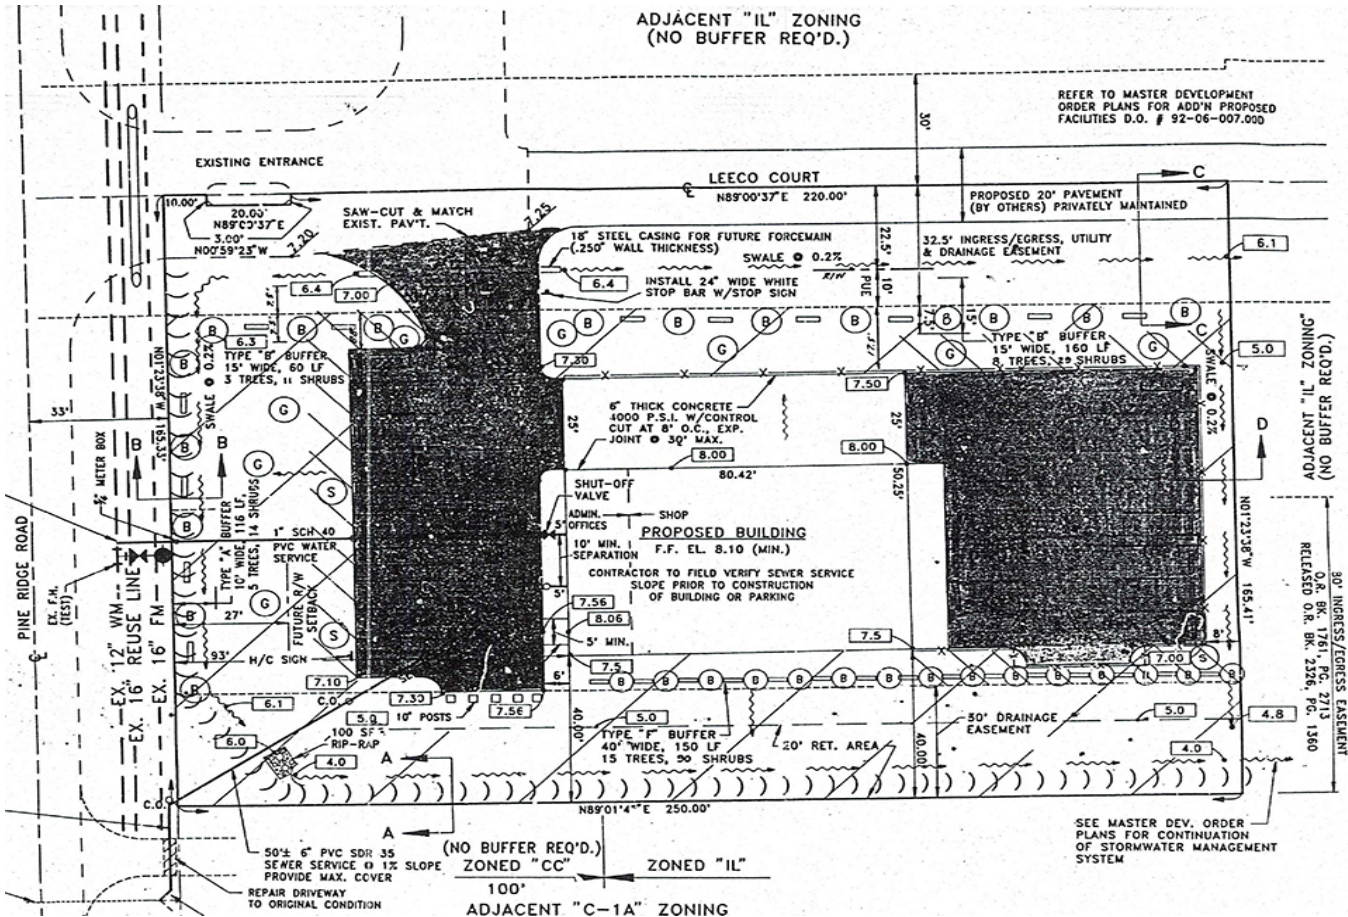 ADJACENT "IL" ZONING
(NO BUFFER REQ'D.)
REFER TO MASTER DEVELOPMENT
ORDER PLANS FOR ADD'N PROPOSED
FACILITIES D.O. # 92-06-007.00D
30'
EXISTING ENTRANCE
LEECO COURT
N89°00'37"E 220.00'
C
PROPOSED 20' PAVEMENT
(BY OTHERS) PRIVATELY MAINTAINED
10.00'
20.00'
N89°00'37"E
3.00'
N00°59'23"W
7.20
SAW-CUT & MATCH
EXIST. PAV'T.
7.25
18" STEEL CASING FOR FUTURE FORCEMAIN
(.250" WALL THICKNESS)
SWALE @ 0.2%
R/W
22.5'
10'
PUE
32.5' INGRESS/EGRESS, UTILITY
& DRAINAGE EASEMENT
6.1
6.4
7.00
6.4
INSTALL 24" WIDE WHITE
STOP BAR W/STOP SIGN
7.5'
15'
C
B
B
B
G
G
B
B
B
B
B
B
B
G
G
6.3
TYPE "B" BUFFER
15' WIDE, 60 LF
3 TREES, 11 SHRUBS
TYPE "B" BUFFER
15' WIDE, 160 LF
8 TREES, 29 SHRUBS
5.0
7.30
7.50
SWALE @ 0.2%
SWALE @ 0.2%
N01°23'38"W 165.33'
33'
G
6" THICK CONCRETE
4000 P.S.I. W/CONTROL
CUT AT 8' O.C., EXP.
JOINT @ 30' MAX.
25'
25'
8.00
8.00
80.42'
50.25'
D
ADJACENT "IL" ZONING
(NO BUFFER REQ'D.)
METER BOX
B
B
G
S
SHUT-OFF
VALVE
ADMIN.
OFFICES
SHOP
5'
PROPOSED BUILDING
F.F. EL. 8.10 (MIN.)
10' MIN.
SEPARATION
5'
CONTRACTOR TO FIELD VERIFY SEWER SERVICE
SLOPE PRIOR TO CONSTRUCTION
OF BUILDING OR PARKING
1" SCH 40
PVC WATER
SERVICE
TYPE "A" BUFFER
10' WIDE, 116 LF,
5 TREES, 14 SHRUBS
PINE RIDGE ROAD
EX. F.H.
(TEST)
EX. 12" WM
EX. 16" REUSE LINE
EX. 16" FM
27'
G
S
FUTURE R/W
SETBACK
93'
H/C SIGN
7.56
8.06
5' MIN.
7.5
7.5
6'
N01°23'38"W 165.41'
30' INGRESS/EGRESS EASEMENT
O.R. BK. 1761, PG. 2713
RELEASED O.R. BK. 2326, PG. 1360
8'
7.00
S
7.10
C.O.
7.30
10" POSTS
7.56
B
B
B
B
B
B
B
B
B
B
B
B
B
B
6.1
5.0
100 SF
RIP-RAP
6.0
4.0
A
40.00'
5.0
TYPE "F" BUFFER
40' WIDE, 150 LF
15 TREES, 90 SHRUBS
20' RET. AREA
40.00'
30' DRAINAGE
EASEMENT
5.0
4.8
4.0
C.O.
N89°01'4"E 250.00'
A
50'± 6" PVC SDR 35
SEWER SERVICE @ 1% SLOPE
PROVIDE MAX. COVER
REPAIR DRIVEWAY
TO ORIGINAL CONDITION
(NO BUFFER REQ'D.)
ZONED "CC"
ZONED "IL"
100'
ADJACENT "C-1A" ZONING
SEE MASTER DEV. ORDER
PLANS FOR CONTINUATION
OF STORMWATER MANAGEMENT
SYSTEM